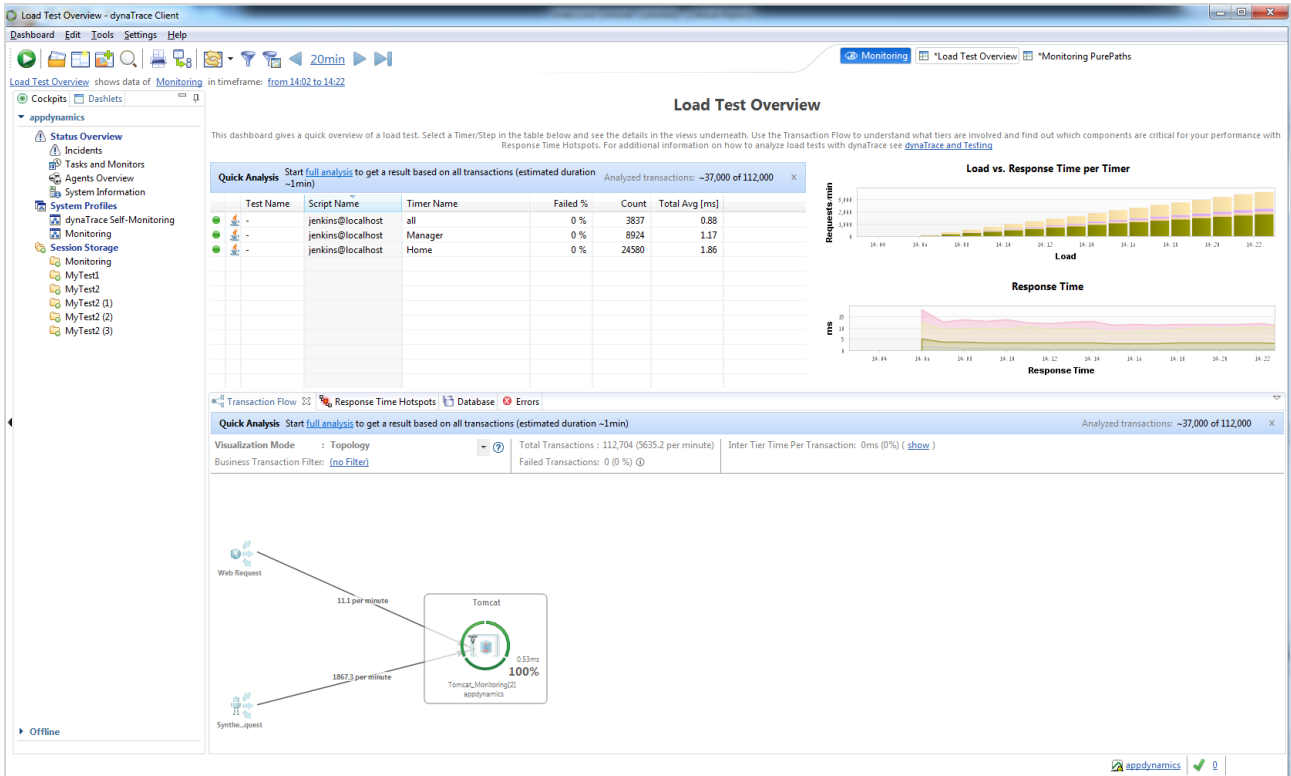 Load Test Overview - dynaTrace Client
Dashboard Edit Tools Settings Help
20min
Monitoring *Load Test Overview *Monitoring PurePaths
Load Test Overview shows data of Monitoring in timeframe: from 14:02 to 14:22
Cockpits Dashlets
appdynamics
Status Overview
Incidents
Tasks and Monitors
Agents Overview
System Information
System Profiles
dynaTrace Self-Monitoring
Monitoring
Session Storage
Monitoring
MyTest1
MyTest2
MyTest2 (1)
MyTest2 (2)
MyTest2 (3)
Offline
Load Test Overview
This dashboard gives a quick overview of a load test. Select a Timer/Step in the table below and see the details in the views underneath. Use the Transaction Flow to understand what tiers are involved and find out which components are critical for your performance with
Response Time Hotspots. For additional information on how to analyze load tests with dynaTrace see dynaTrace and Testing
Quick Analysis Start full analysis to get a result based on all transactions (estimated duration
~1min)
Analyzed transactions: ~37,000 of 112,000
Test Name Script Name Timer Name Failed % Count Total Avg [ms]
- jenkins@localhost all 0 % 3837 0.88
- jenkins@localhost Manager 0 % 8924 1.17
- jenkins@localhost Home 0 % 24580 1.86
Load vs. Response Time per Timer
Requests/min
Load
Response Time
ms
15
10
5
Response Time
Transaction Flow Response Time Hotspots Database Errors
Quick Analysis Start full analysis to get a result based on all transactions (estimated duration ~1min) Analyzed transactions: ~37,000 of 112,000
Visualization Mode : Topology
Business Transaction Filter: (no Filter)
Total Transactions : 112,704 (5635.2 per minute)
Failed Transactions: 0 (0 %)
Inter Tier Time Per Transaction: 0ms (0%) ( show )
Web Request
11.1 per minute
Tomcat
0.53ms
100%
Tomcat_Monitoring[2]
appdynamics
1867.3 per minute
Synthe...quest
appdynamics 0